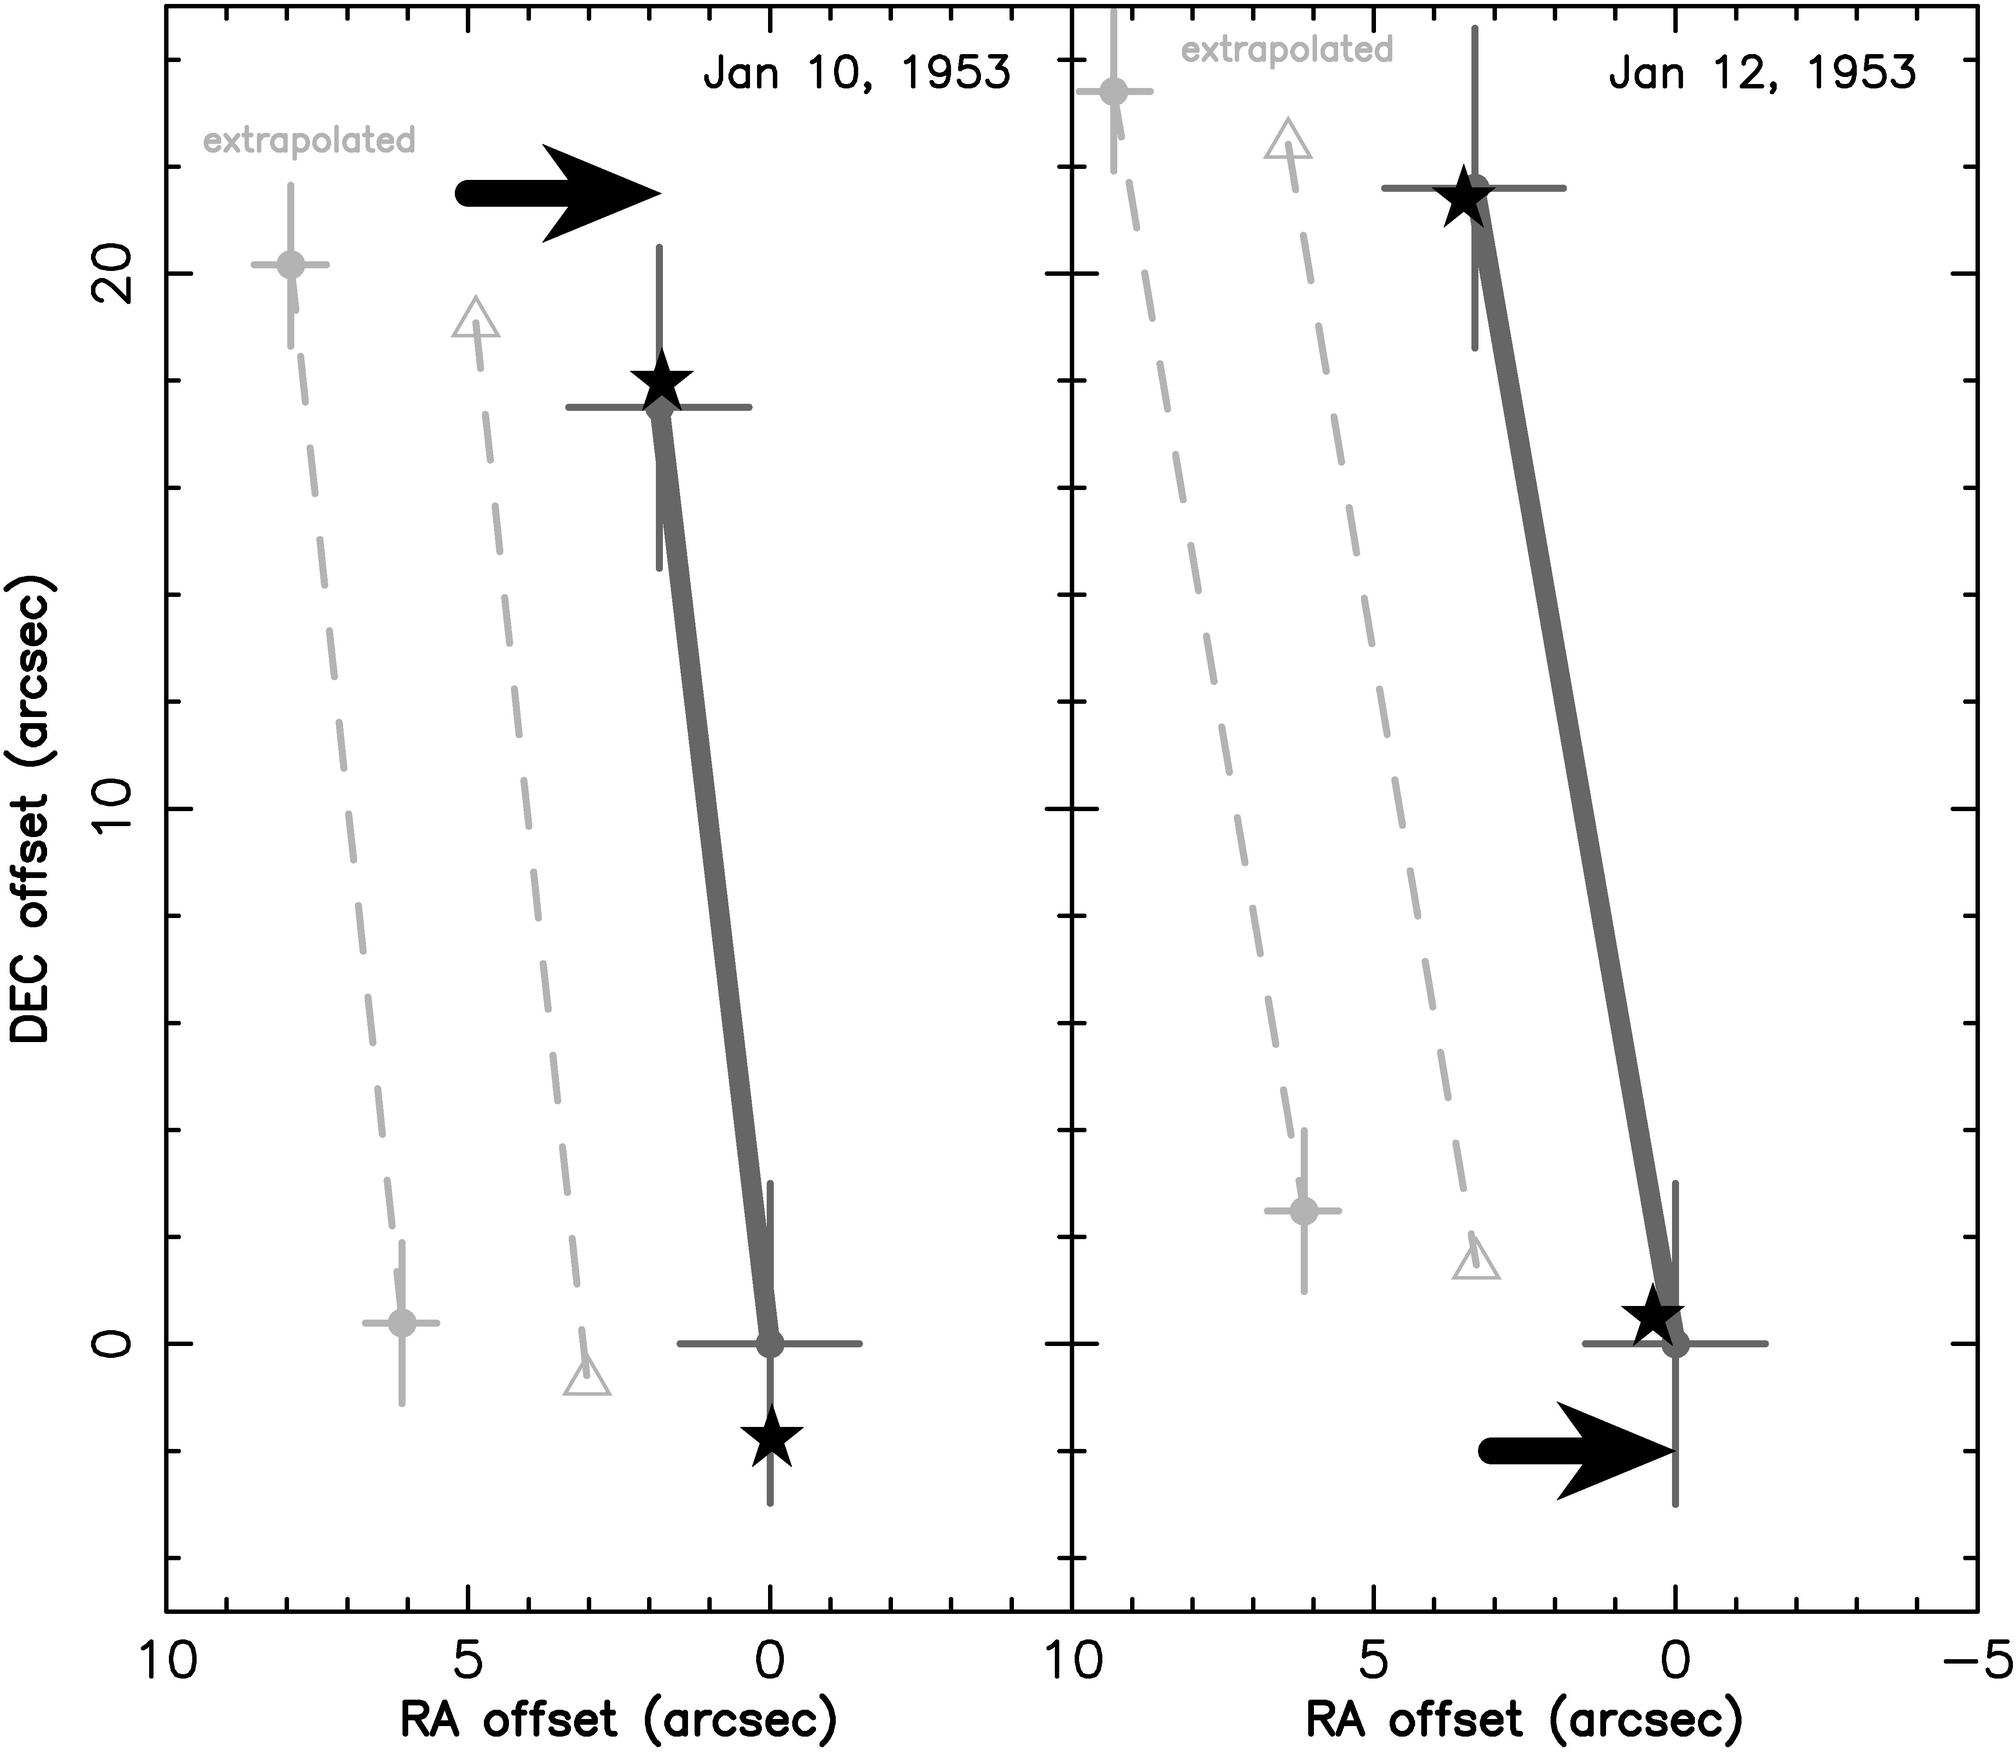 Jan 10, 1953
extrapolated
extrapolated
Jan 12, 1953
DEC offset (arcsec)
20
10
0
10 5 0
10 5 0 −5
RA offset (arcsec)
RA offset (arcsec)